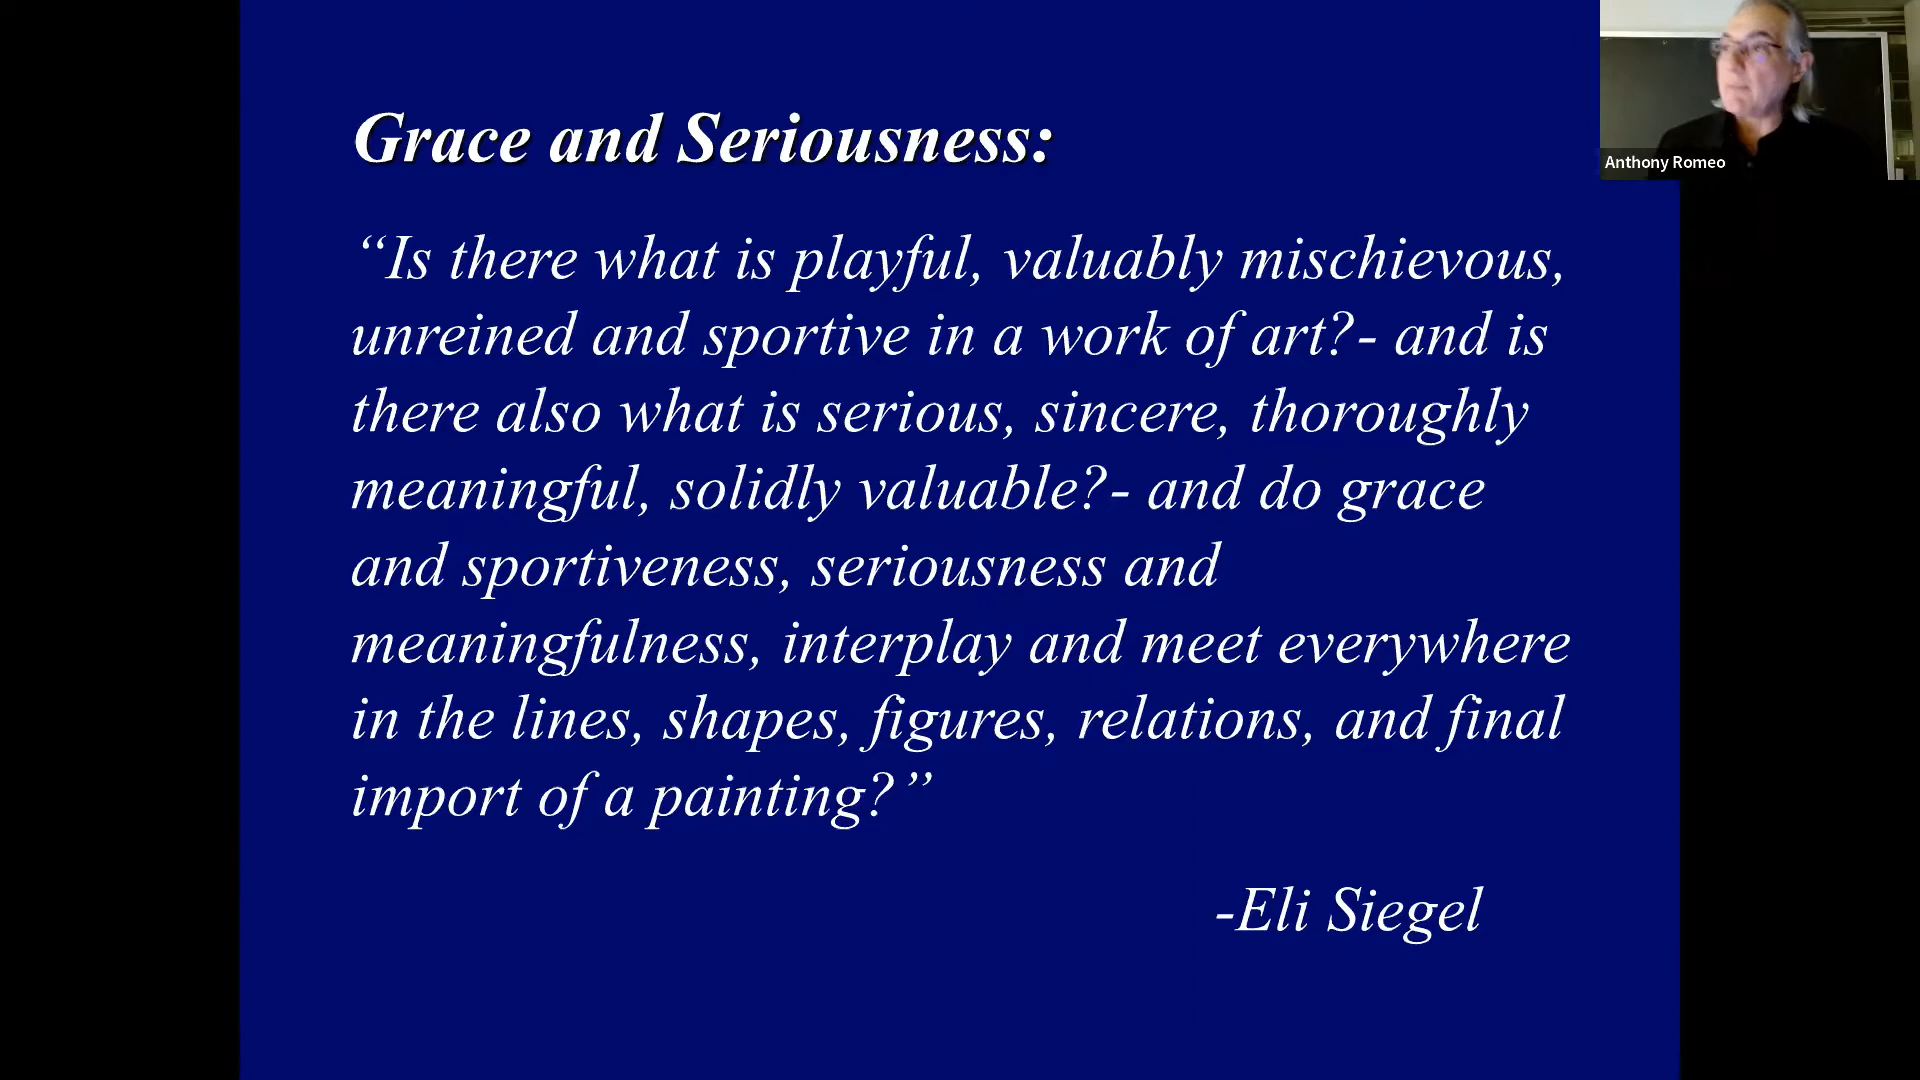 Grace and Seriousness:
“Is there what is playful, valuably mischievous,
unreined and sportive in a work of art?- and is
there also what is serious, sincere, thoroughly
meaningful, solidly valuable?- and do grace
and sportiveness, seriousness and
meaningfulness, interplay and meet everywhere
in the lines, shapes, figures, relations, and final
import of a painting?”
-Eli Siegel
Anthony Romeo